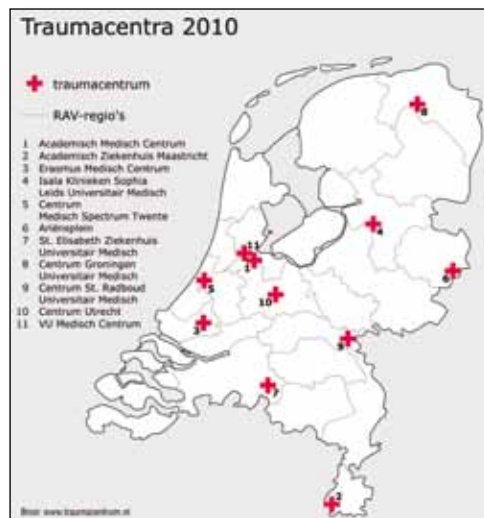 Traumacentra 2010
traumacentrum
RAV-regio's
1 Academisch Medisch Centrum
2 Academisch Ziekenhuis Maastricht
3 Erasmus Medisch Centrum
4 Isala Klinieken Sophia
Leids Universitair Medisch
5 Centrum
Medisch Spectrum Twente
6 Ariënsplein
7 St. Elisabeth Ziekenhuis
Universitair Medisch
8 Centrum Groningen
Universitair Medisch
9 Centrum St. Radboud
Universitair Medisch
10 Centrum Utrecht
11 VU Medisch Centrum
8
4
11
1
6
5
10
3
9
7
2
Bron: www.traumacentrum.nl